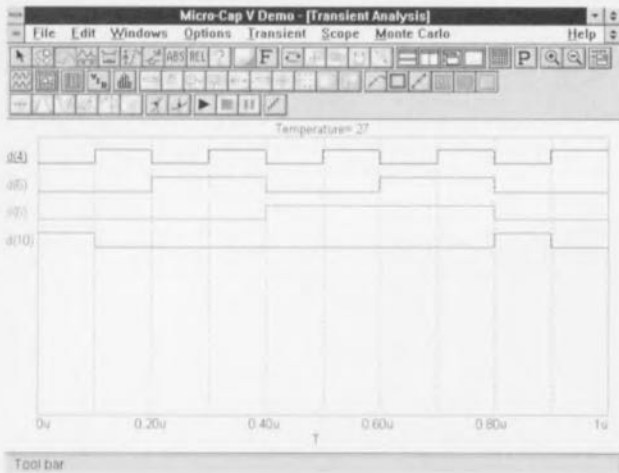 Micro-Cap V Demo - [Transient Analysis]
File Edit Windows Options Transient Scope Monte Carlo Help
ABS REL ? F P
Temperature= 27
d(4)
d(6)
d(10)
0u 0.20u 0.40u 0.60u 0.80u 1u
T
Tool bar